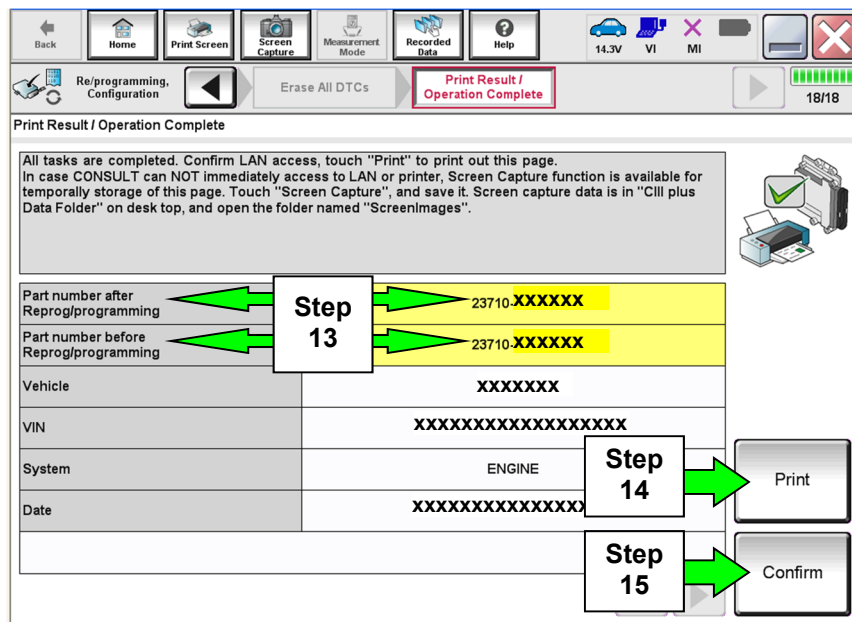 Back
Home
Print Screen
Screen
Capture
Measurement
Mode
Recorded
Data
Help
14.3V
VI
MI
Re/programming,
Configuration
Erase All DTCs
Print Result /
Operation Complete
18/18
Print Result / Operation Complete
All tasks are completed. Confirm LAN access, touch "Print" to print out this page.
In case CONSULT can NOT immediately access to LAN or printer, Screen Capture function is available for
temporally storage of this page. Touch "Screen Capture", and save it. Screen capture data is in "CIII plus
Data Folder" on desk top, and open the folder named "ScreenImages".
Part number after
Reprog/programming
23710-XXXXXX
Part number before
Reprog/programming
23710-XXXXXX
Step
13
Vehicle
XXXXXXX
VIN
XXXXXXXXXXXXXXXXXX
System
ENGINE
Step
14
Print
Date
XXXXXXXXXXXXXXX
Step
15
Confirm